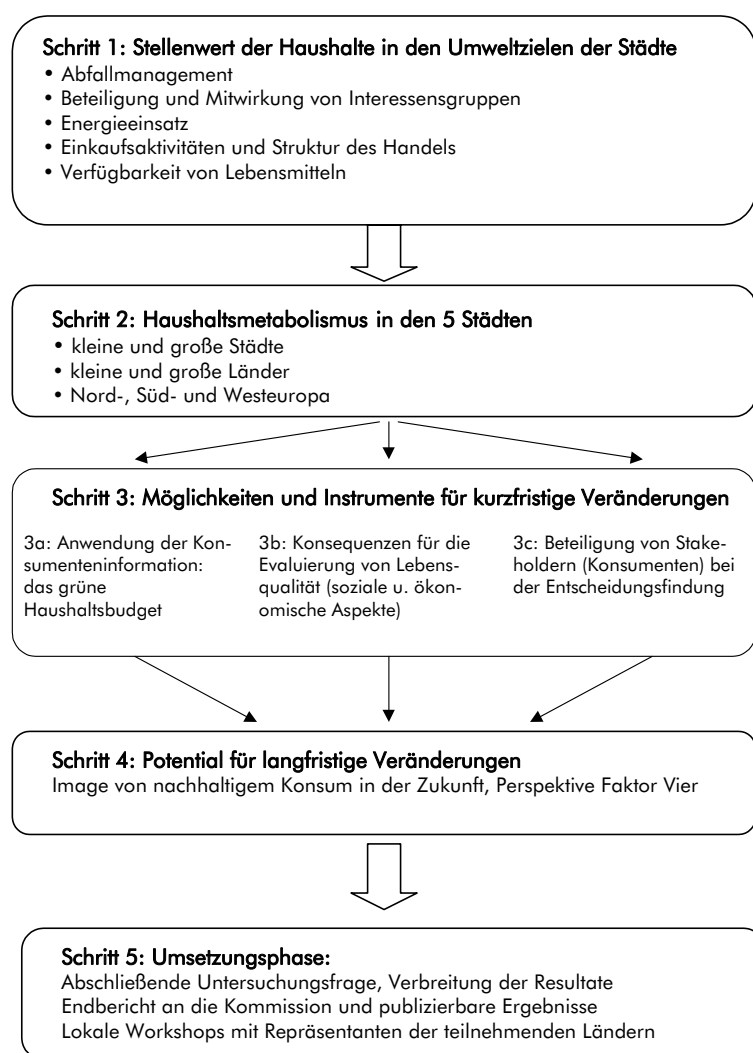 Schritt 1: Stellenwert der Haushalte in den Umweltzielen der Städte
• Abfallmanagement
• Beteiligung und Mitwirkung von Interessensgruppen
• Energieeinsatz
• Einkaufsaktivitäten und Struktur des Handels
• Verfügbarkeit von Lebensmitteln
Schritt 2: Haushaltsmetabolismus in den 5 Städten
• kleine und große Städte
• kleine und große Länder
• Nord-, Süd- und Westeuropa
Schritt 3: Möglichkeiten und Instrumente für kurzfristige Veränderungen
3a: Anwendung der Kon-
sumenteninformation:
das grüne
Haushaltsbudget
3b: Konsequenzen für die
Evaluierung von Lebens-
qualität (soziale u. ökon-
omische Aspekte)
3c: Beteiligung von Stake-
holdern (Konsumenten) bei
der Entscheidungsfindung
Schritt 4: Potential für langfristige Veränderungen
Image von nachhaltigem Konsum in der Zukunft, Perspektive Faktor Vier
Schritt 5: Umsetzungsphase:
Abschließende Untersuchungsfrage, Verbreitung der Resultate
Endbericht an die Kommission und publizierbare Ergebnisse
Lokale Workshops mit Repräsentanten der teilnehmenden Ländern